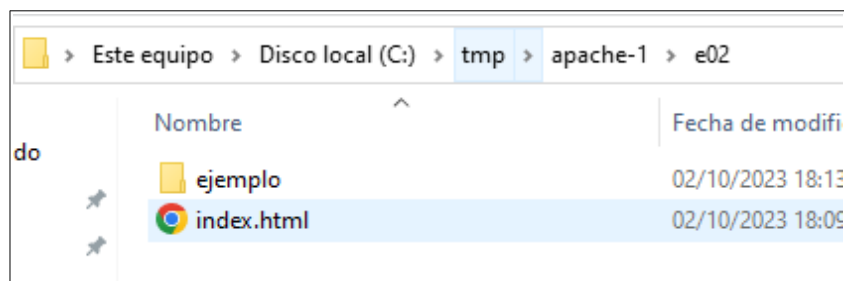 Este equipo > Disco local (C:) > tmp > apache-1 > e02
Nombre Fecha de modifi
do
ejemplo 02/10/2023 18:13
index.html 02/10/2023 18:09